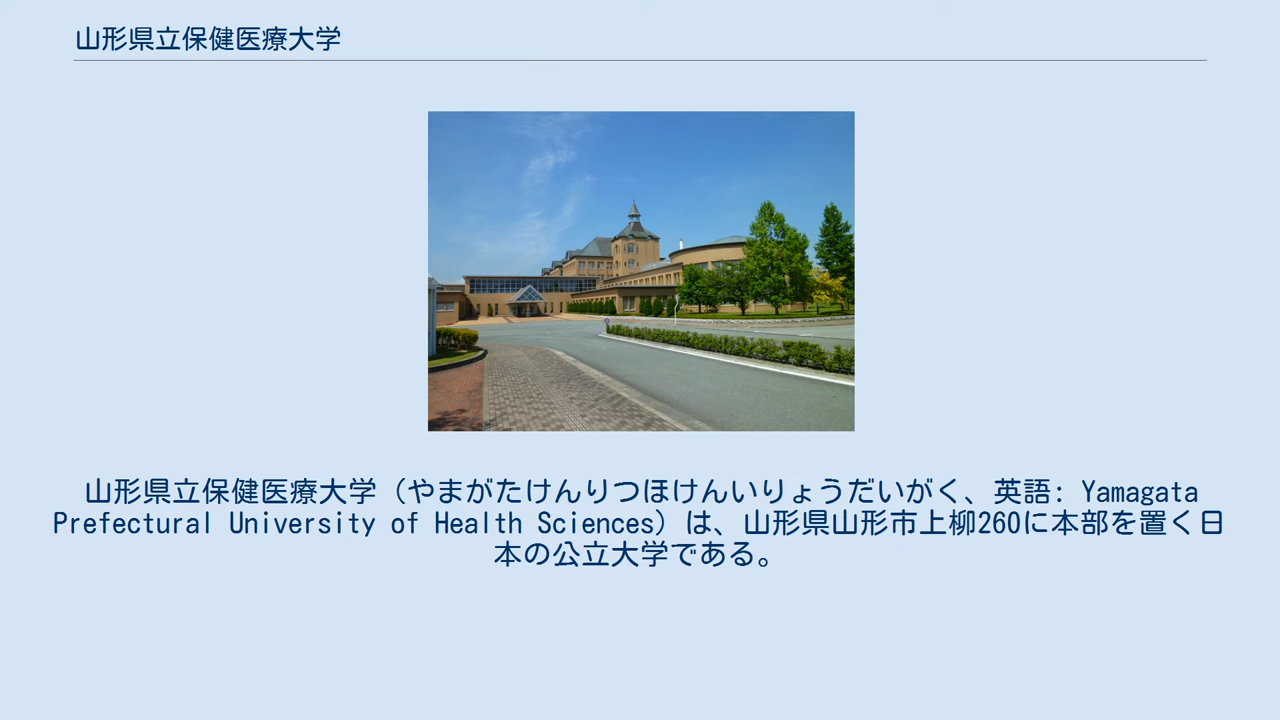 山形県立保健医療大学
山形県立保健医療大学（やまがたけんりつほけんいりょうだいがく、英語: Yamagata
Prefectural University of Health Sciences）は、山形県山形市上柳260に本部を置く日
本の公立大学である。